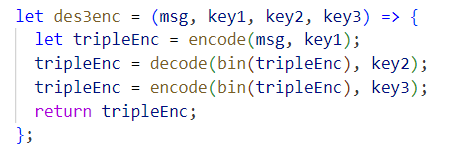 let des3enc = (msg, key1, key2, key3) => {
  let tripleEnc = encode(msg, key1);
  tripleEnc = decode(bin(tripleEnc), key2);
  tripleEnc = encode(bin(tripleEnc), key3);
  return tripleEnc;
};